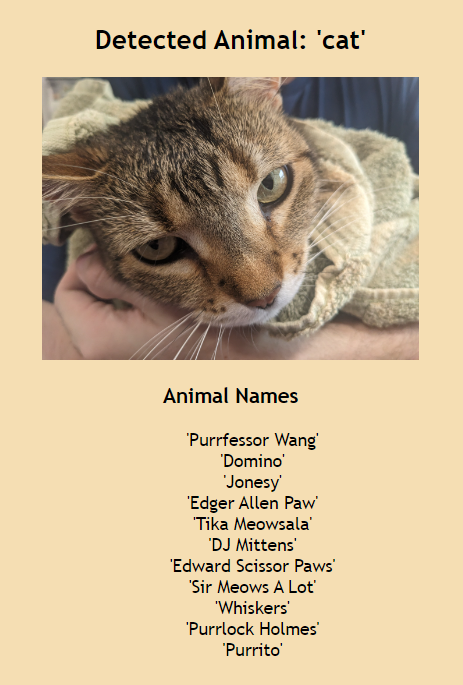 Detected Animal: 'cat'
Animal Names
'Purrfessor Wang'
'Domino'
'Jonesy'
'Edger Allen Paw'
'Tika Meowsala'
'DJ Mittens'
'Edward Scissor Paws'
'Sir Meows A Lot'
'Whiskers'
'Purrlock Holmes'
'Purrito'